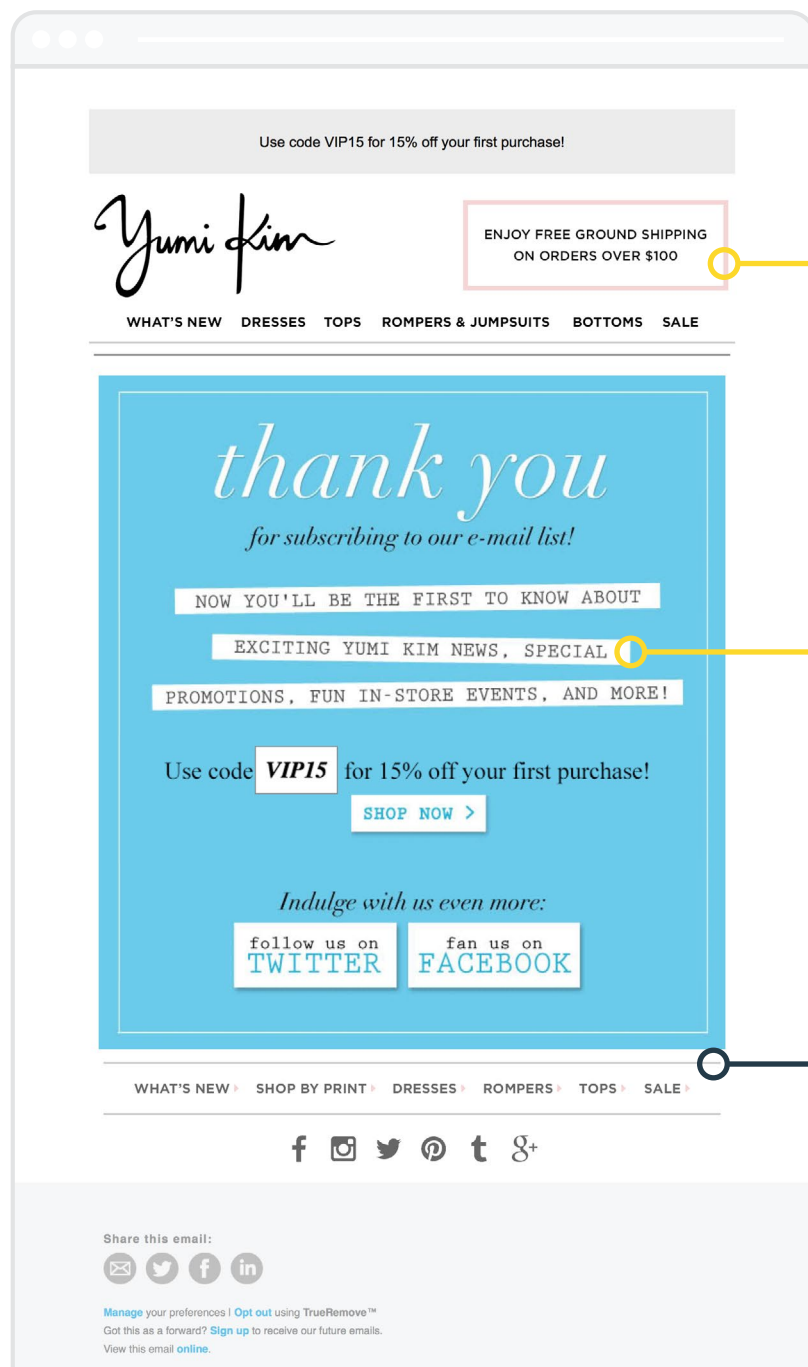 Use code VIP15 for 15% off your first purchase!
Yumi Kim
ENJOY FREE GROUND SHIPPING
ON ORDERS OVER $100
WHAT'S NEW DRESSES TOPS ROMPERS & JUMPSUITS BOTTOMS SALE
thank you
for subscribing to our e-mail list!
NOW YOU'LL BE THE FIRST TO KNOW ABOUT
EXCITING YUMI KIM NEWS, SPECIAL
PROMOTIONS, FUN IN-STORE EVENTS, AND MORE!
Use code VIP15 for 15% off your first purchase!
SHOP NOW >
Indulge with us even more:
follow us on
TWITTER
fan us on
FACEBOOK
WHAT'S NEW SHOP BY PRINT DRESSES ROMPERS TOPS SALE
Share this email:
Manage your preferences | Opt out using TrueRemove™
Got this as a forward? Sign up to receive our future emails.
View this email online.